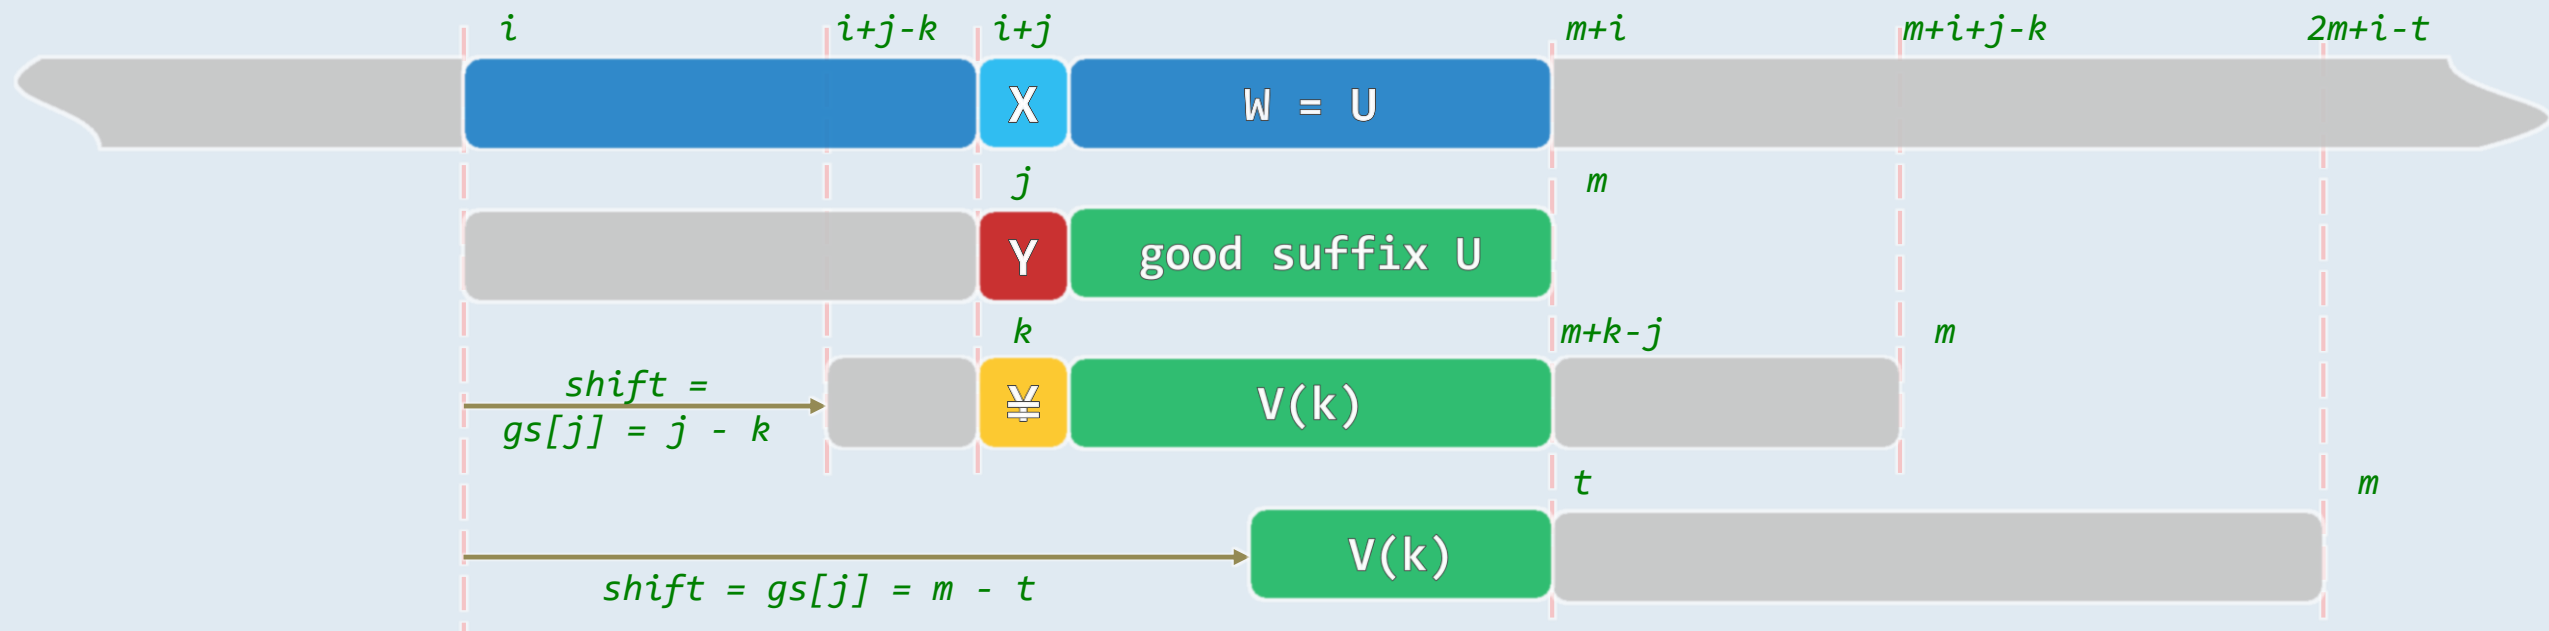 i i+j-k i+j m+i m+i+j-k 2m+i-t
X W = U
j m
Y good suffix U
k m+k-j m
shift =
¥ V(k)
gs[j] = j - k
t m
V(k)
shift = gs[j] = m - t